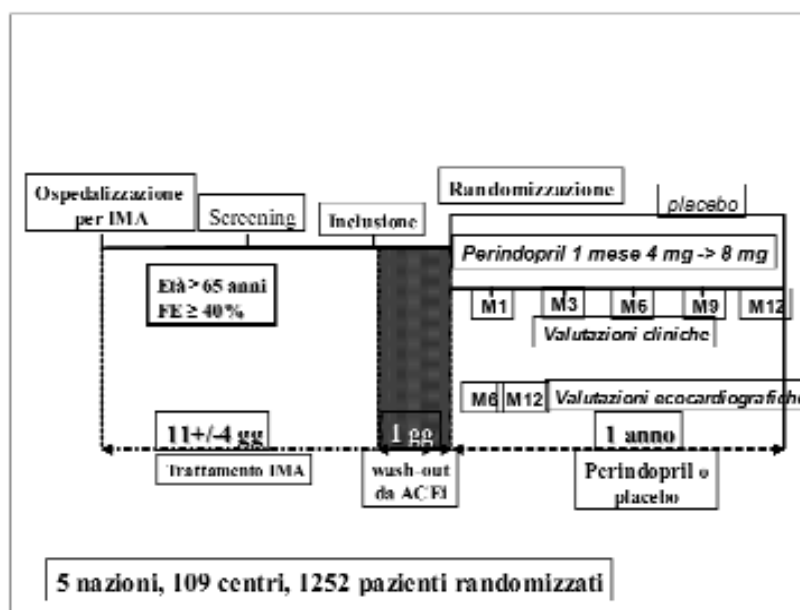 Ospedalizzazione
per IMA
Screening
Inclusione
Randomizzazione
placebo
Perindopril 1 mese 4 mg -> 8 mg
Età > 65 anni
FE ≥ 40%
M1 M3 M6 M9 M12
Valutazioni cliniche
M6 M12 Valutazioni ecocardiografiche
11+/-4 gg
1 gg
1 anno
Trattamento IMA
wash-out
da ACEi
Perindopril o
placebo
5 nazioni, 109 centri, 1252 pazienti randomizzati